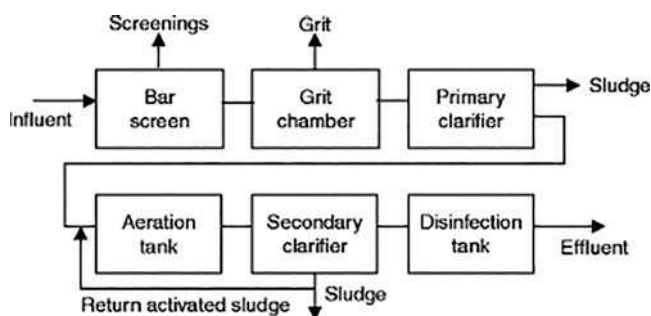 Screenings
Grit
Influent
Bar
screen
Grit
chamber
Primary
clarifier
Sludge
Aeration
tank
Secondary
clarifier
Disinfection
tank
Effluent
Return activated sludge
Sludge